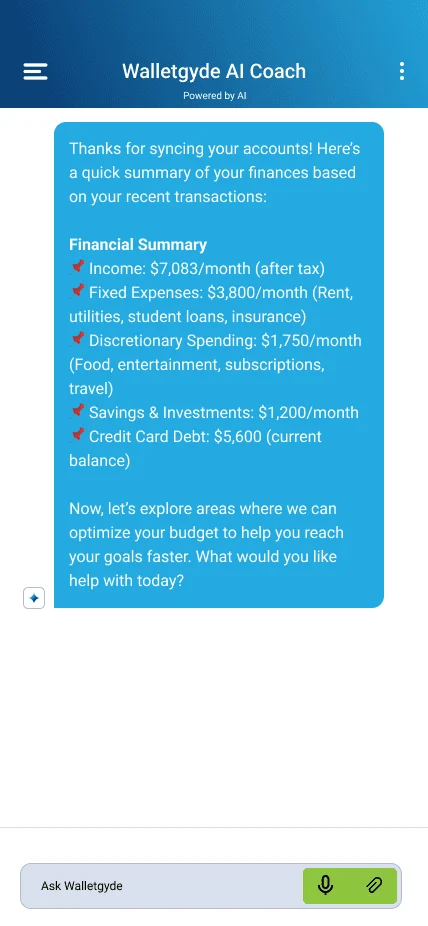 Walletgyde AI Coach
Powered by AI
Thanks for syncing your accounts! Here’s
a quick summary of your finances based
on your recent transactions:
Financial Summary
📌 Income: $7,083/month (after tax)
📌 Fixed Expenses: $3,800/month (Rent,
utilities, student loans, insurance)
📌 Discretionary Spending: $1,750/month
(Food, entertainment, subscriptions,
travel)
📌 Savings & Investments: $1,200/month
📌 Credit Card Debt: $5,600 (current
balance)
Now, let’s explore areas where we can
optimize your budget to help you reach
your goals faster. What would you like
help with today?
Ask Walletgyde